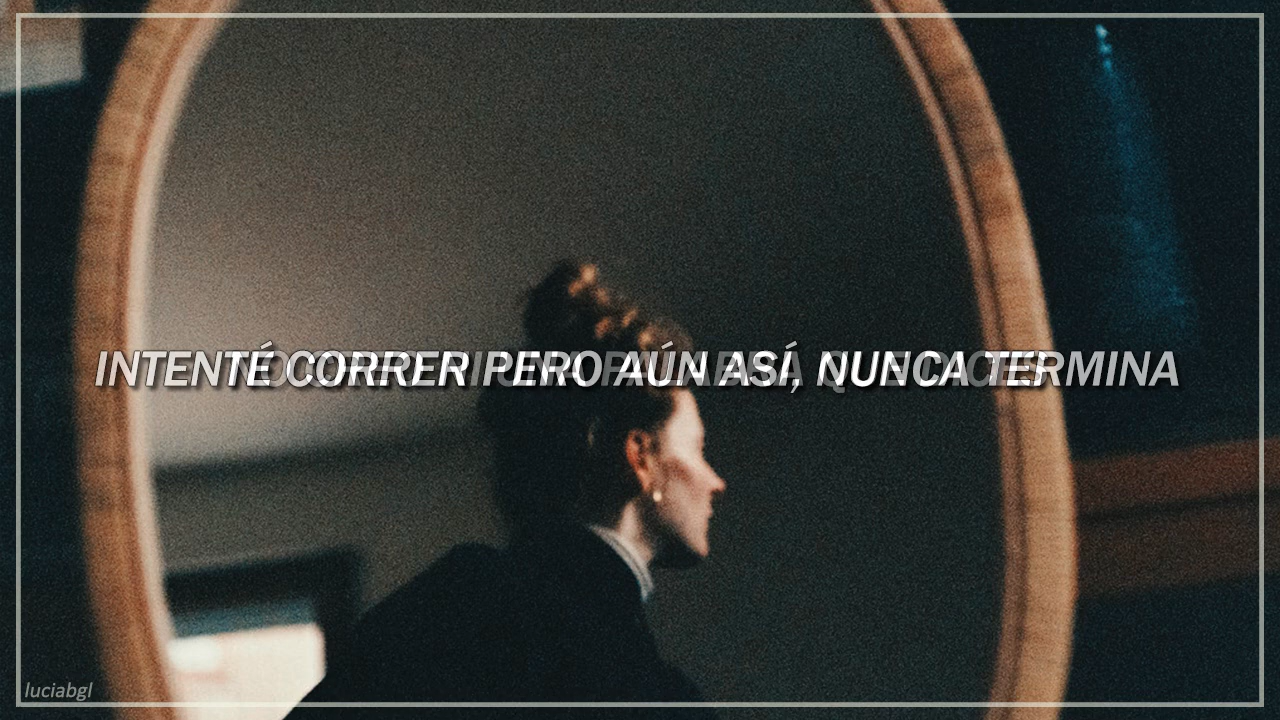 INTENTÉ CORRER PERO AÚN ASÍ, NUNCA TERMINA
luciabgl